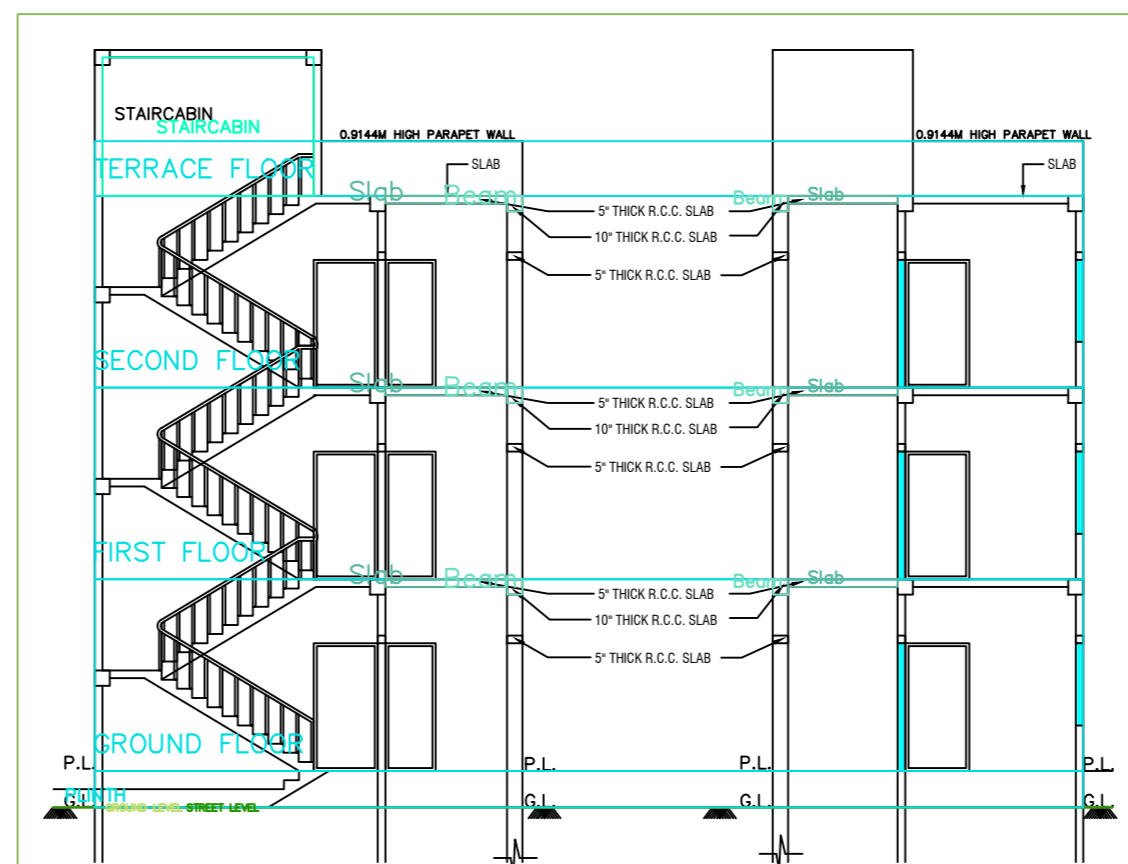 STAIRCABIN
STAIRCABIN
0.9144M HIGH PARAPET WALL
0.9144M HIGH PARAPET WALL
TERRACE FLOOR
SLAB
SLAB
Slab
Beam
Beam
Slab
5" THICK R.C.C. SLAB
10" THICK R.C.C. SLAB
5" THICK R.C.C. SLAB
SECOND FLOOR
Slab
Beam
Beam
Slab
5" THICK R.C.C. SLAB
10" THICK R.C.C. SLAB
5" THICK R.C.C. SLAB
FIRST FLOOR
Slab
Beam
Beam
Slab
5" THICK R.C.C. SLAB
10" THICK R.C.C. SLAB
5" THICK R.C.C. SLAB
GROUND FLOOR
P.L.
P.L.
P.L.
P.L.
PLINTH
G.L.
GROUND LEVEL
STREET LEVEL
G.L.
G.L.
G.L.